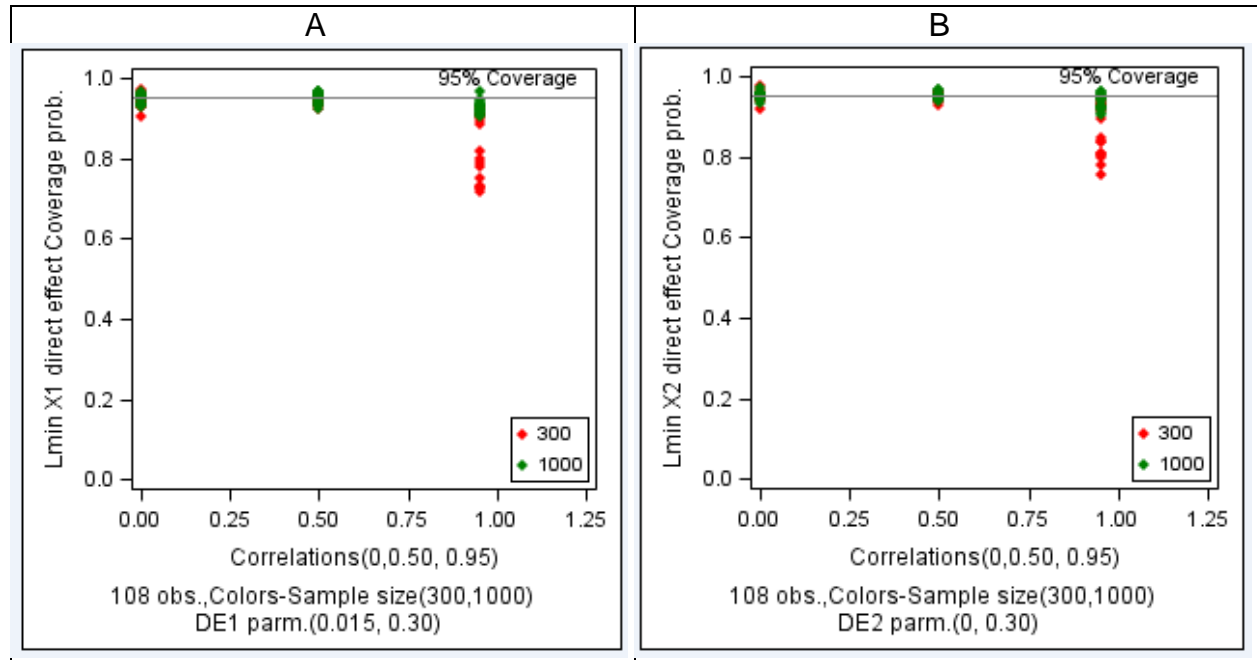 A
95% Coverage
Lmin X1 direct effect Coverage prob.
1.0
0.8
0.6
0.4
0.2
0.0
300
1000
0.00 0.25 0.50 0.75 1.00 1.25
Correlations(0,0.50, 0.95)
108 obs.,Colors-Sample size(300,1000)
DE1 parm.(0.015, 0.30)
B
95% Coverage
Lmin X2 direct effect Coverage prob.
1.0
0.8
0.6
0.4
0.2
0.0
300
1000
0.00 0.25 0.50 0.75 1.00 1.25
Correlations(0,0.50, 0.95)
108 obs.,Colors-Sample size(300,1000)
DE2 parm.(0, 0.30)